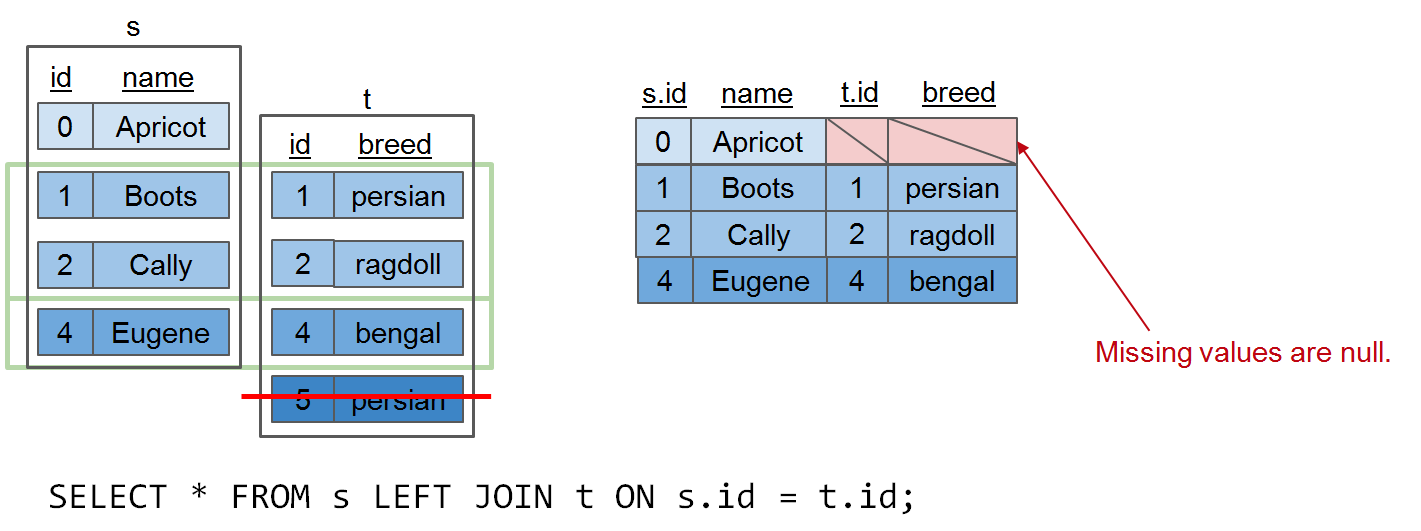 s
id name
0 Apricot
1 Boots
2 Cally
4 Eugene
t
id breed
1 persian
2 ragdoll
4 bengal
5 persian
s.id name t.id breed
0 Apricot
1 Boots 1 persian
2 Cally 2 ragdoll
4 Eugene 4 bengal
Missing values are null.
SELECT * FROM s LEFT JOIN t ON s.id = t.id;